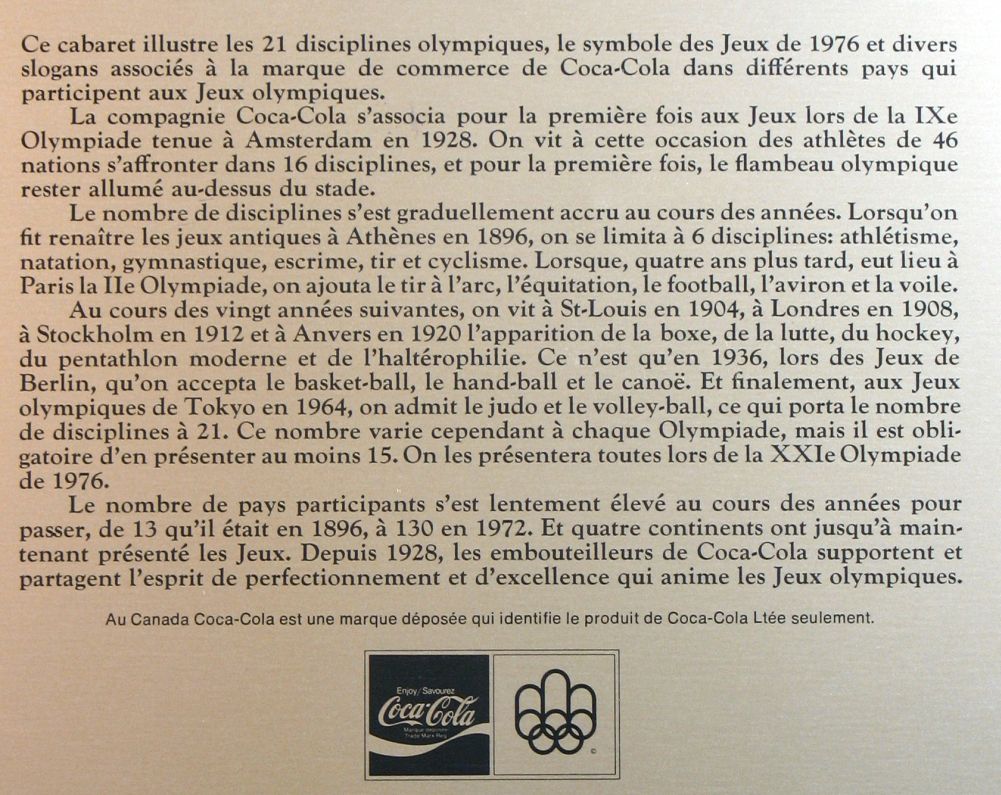 Ce cabaret illustre les 21 disciplines olympiques, le symbole des Jeux de 1976 et divers
slogans associés à la marque de commerce de Coca-Cola dans différents pays qui
participent aux Jeux olympiques.
La compagnie Coca-Cola s'associa pour la première fois aux Jeux lors de la IXe
Olympiade tenue à Amsterdam en 1928. On vit à cette occasion des athlètes de 46
nations s'affronter dans 16 disciplines, et pour la première fois, le flambeau olympique
rester allumé au-dessus du stade.
Le nombre de disciplines s'est graduellement accru au cours des années. Lorsqu'on
fit renaître les jeux antiques à Athènes en 1896, on se limita à 6 disciplines: athlétisme,
natation, gymnastique, escrime, tir et cyclisme. Lorsque, quatre ans plus tard, eut lieu à
Paris la IIe Olympiade, on ajouta le tir à l'arc, l'équitation, le football, l'aviron et la voile.
Au cours des vingt années suivantes, on vit à St-Louis en 1904, à Londres en 1908,
à Stockholm en 1912 et à Anvers en 1920 l'apparition de la boxe, de la lutte, du hockey,
du pentathlon moderne et de l'haltérophilie. Ce n'est qu'en 1936, lors des Jeux de
Berlin, qu'on accepta le basket-ball, le hand-ball et le canoë. Et finalement, aux Jeux
olympiques de Tokyo en 1964, on admit le judo et le volley-ball, ce qui porta le nombre
de disciplines à 21. Ce nombre varie cependant à chaque Olympiade, mais il est obli-
gatoire d'en présenter au moins 15. On les présentera toutes lors de la XXIe Olympiade
de 1976.
Le nombre de pays participants s'est lentement élevé au cours des années pour
passer, de 13 qu'il était en 1896, à 130 en 1972. Et quatre continents ont jusqu'à main-
tenant présenté les Jeux. Depuis 1928, les embouteilleurs de Coca-Cola supportent et
partagent l'esprit de perfectionnement et d'excellence qui anime les Jeux olympiques.
Au Canada Coca-Cola est une marque déposée qui identifie le produit de Coca-Cola Ltée seulement.
Enjoy/Savourez
Coca-Cola
Marque déposée
Trade Mark Reg
©